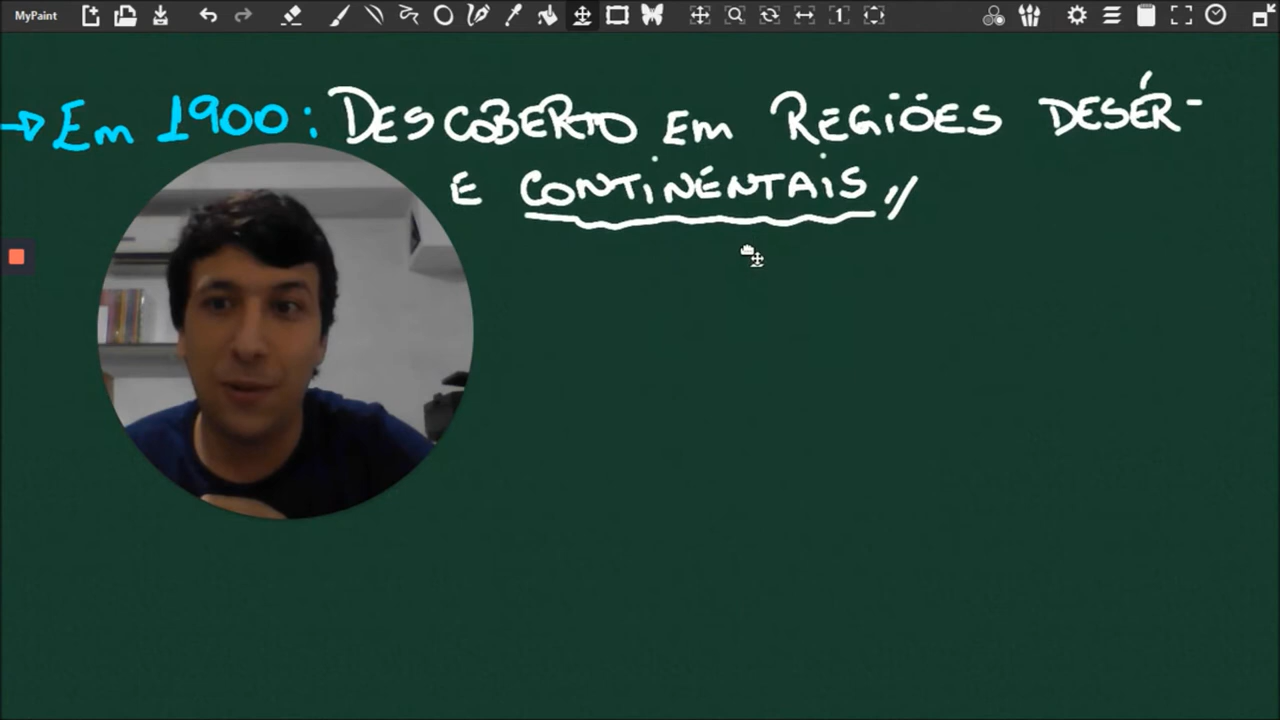 MyPaint
→ Em 1900: DESCOBERTO EM REGIÕES DESÉR-
E CONTINENTAIS //